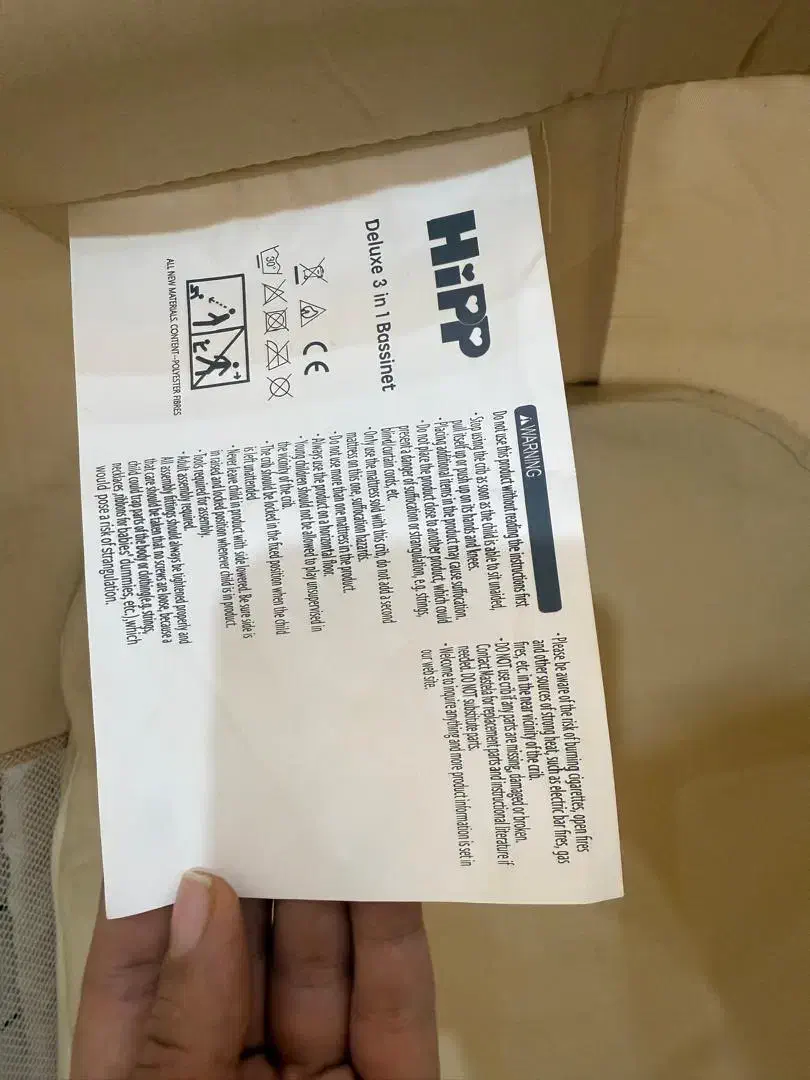 HiPP
Deluxe 3 in 1 Bassinet
CE
30°
ALL NEW MATERIALS. CONTENT--POLYESTER FIBRES
WARNING
Do not use this product without reading the instructions first.
• Stop using the crib as soon as the child is able to sit unaided,
pull itself up or push up on its hands and knees.
• Placing additional items in the product may cause suffocation.
• Do not place the product close to another product, which could
present a danger of suffocation or strangulation, e.g. strings,
blind/curtain cords, etc.
• Only use the mattress sold with this crib, do not add a second
mattress on this one, suffocation hazards.
• Do not use more than one mattress in the product.
• Always use the product on a horizontal floor.
• Young children should not be allowed to play unsupervised in
the vicinity of the crib.
• The crib should be locked in the fixed position when the child
is left unattended
• Never leave child in product with side lowered. Be sure side is
in raised and locked position whenever child is in product.
• Tools required for assembly.
• Adult assembly required.
All assembly fittings should always be tightened properly and
that care should be taken that no screws are loose, because a
child could trap parts of the body or clothing(e.g. strings,
necklaces ,ribbons for babies' dummies, etc.),which
would pose a risk of strangulation.
• Please be aware of the risk of burning cigarettes, open fires
and other sources of strong heat, such as electric bar fires, gas
fires, etc. in the near vicinity of the crib.
• DO NOT use crib if any parts are missing, damaged or broken.
Contact Mastela for replacement parts and instructional literature if
needed. DO NOT substitute parts.
• Welcome to inquire anything and more product information is set in
our web site.